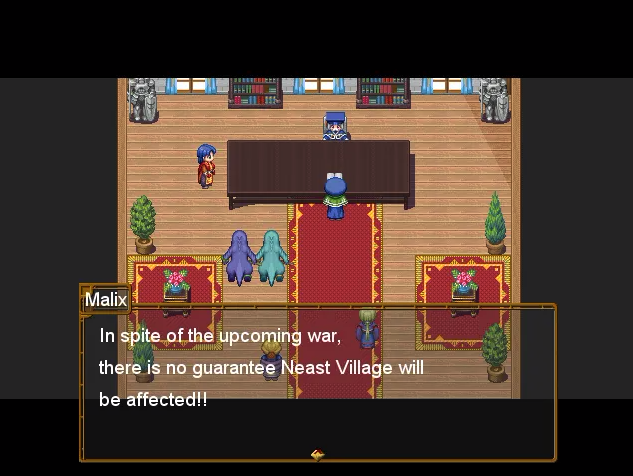 Malix
In spite of the upcoming war,
there is no guarantee Neast Village will
be affected!!